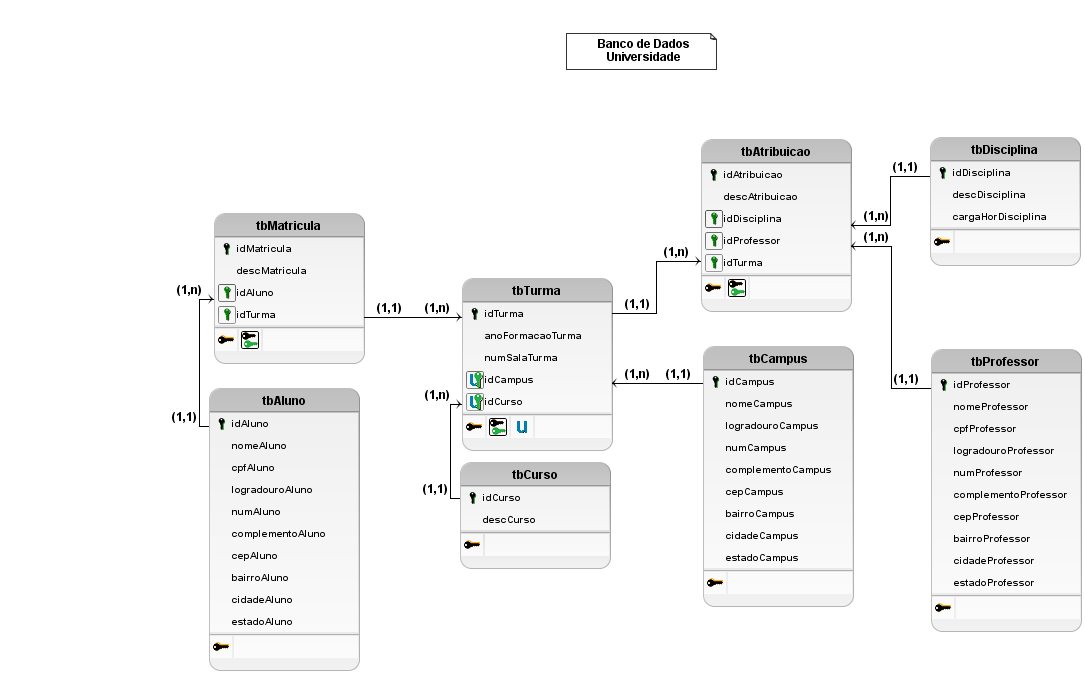 Banco de Dados
Universidade
tbMatricula
idMatricula
descMatricula
idAluno
idTurma
(1,n)
(1,1)
(1,1)
(1,n)
tbAluno
idAluno
nomeAluno
cpfAluno
logradouroAluno
numAluno
complementoAluno
cepAluno
bairroAluno
cidadeAluno
estadoAluno
tbTurma
idTurma
anoFormacaoTurma
numSalaTurma
idCampus
idCurso
u
(1,n)
(1,1)
tbCurso
idCurso
descCurso
(1,1)
(1,n)
(1,n)
(1,1)
tbAtribuicao
idAtribuicao
descAtribuicao
idDisciplina
idProfessor
idTurma
tbCampus
idCampus
nomeCampus
logradouroCampus
numCampus
complementoCampus
cepCampus
bairroCampus
cidadeCampus
estadoCampus
(1,1)
(1,n)
(1,n)
(1,1)
tbDisciplina
idDisciplina
descDisciplina
cargaHorDisciplina
tbProfessor
idProfessor
nomeProfessor
cpfProfessor
logradouroProfessor
numProfessor
complementoProfessor
cepProfessor
bairroProfessor
cidadeProfessor
estadoProfessor